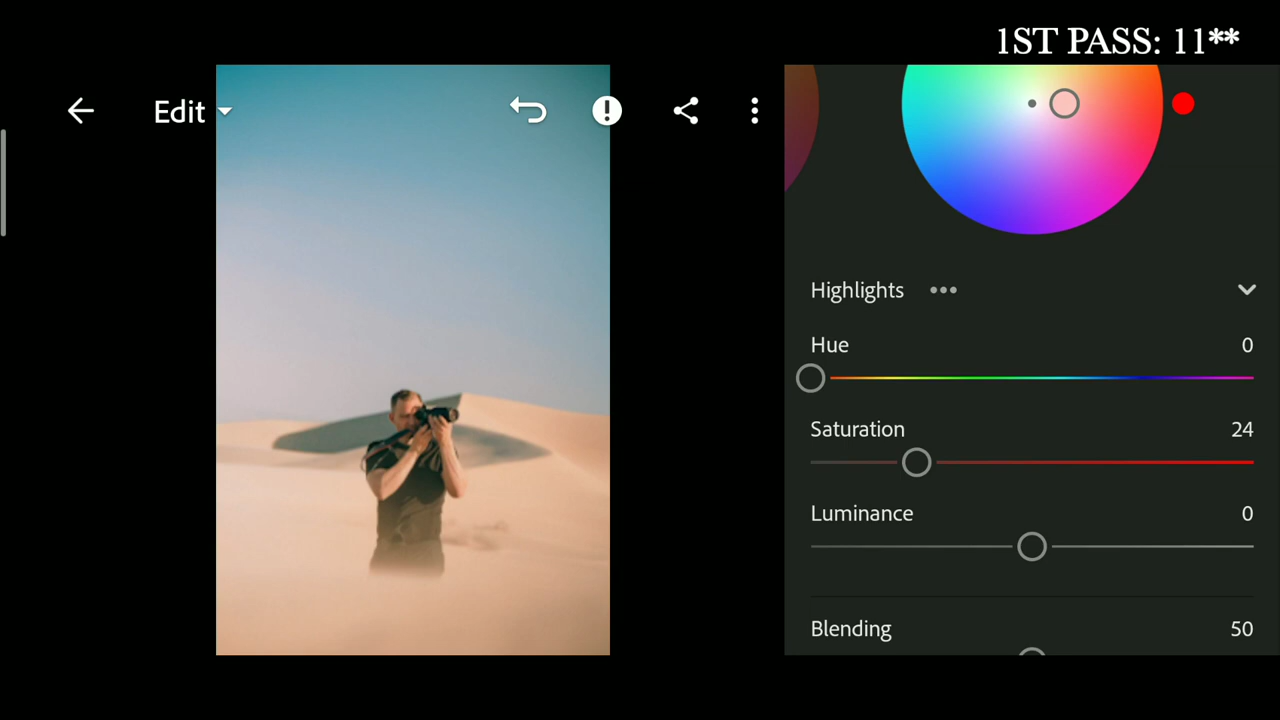 1ST PASS: 11**
Edit
Highlights
Hue 0
Saturation 24
Luminance 0
Blending 50